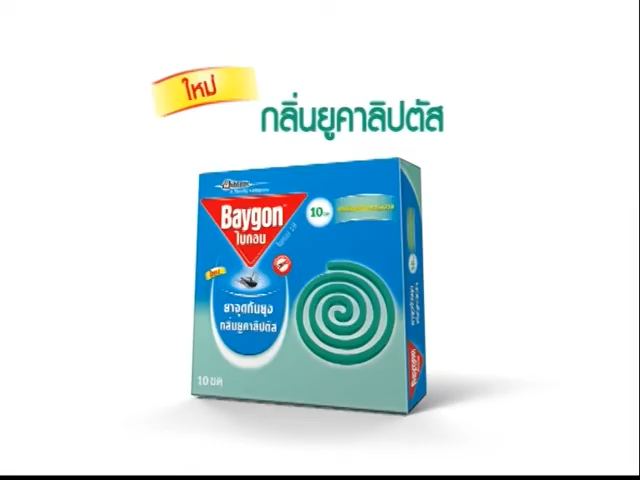 ใหม่
กลิ่นยูคาลิปตัส
Baygon
ไบกอน
10
ยาจุดกันยุง
กลิ่นยูคาลิปตัส
10 ขด
Baygon